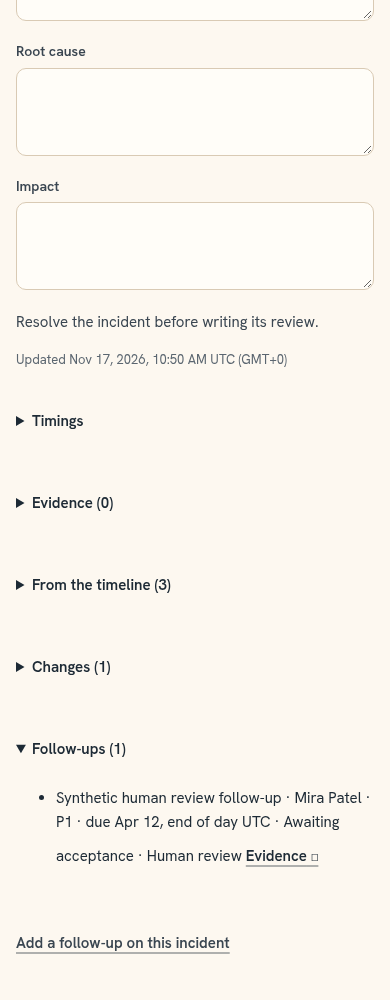 Root cause
Impact
Resolve the incident before writing its review.
Updated Nov 17, 2026, 10:50 AM UTC (GMT+0)
▶ Timings
▶ Evidence (0)
▶ From the timeline (3)
▶ Changes (1)
▼ Follow-ups (1)
• Synthetic human review follow-up · Mira Patel ·
P1 · due Apr 12, end of day UTC · Awaiting
acceptance · Human review Evidence □
Add a follow-up on this incident